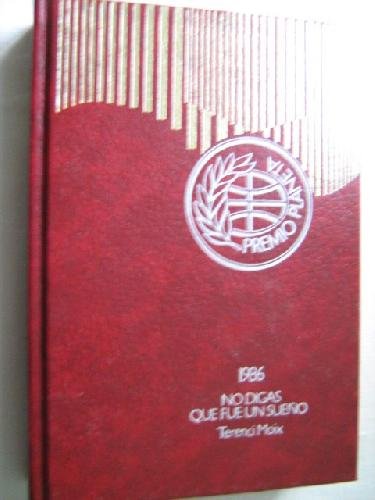 PREMIO PLANETA
1986
NO DIGAS
QUE FUE UN SUEÑO
Terenci Moix